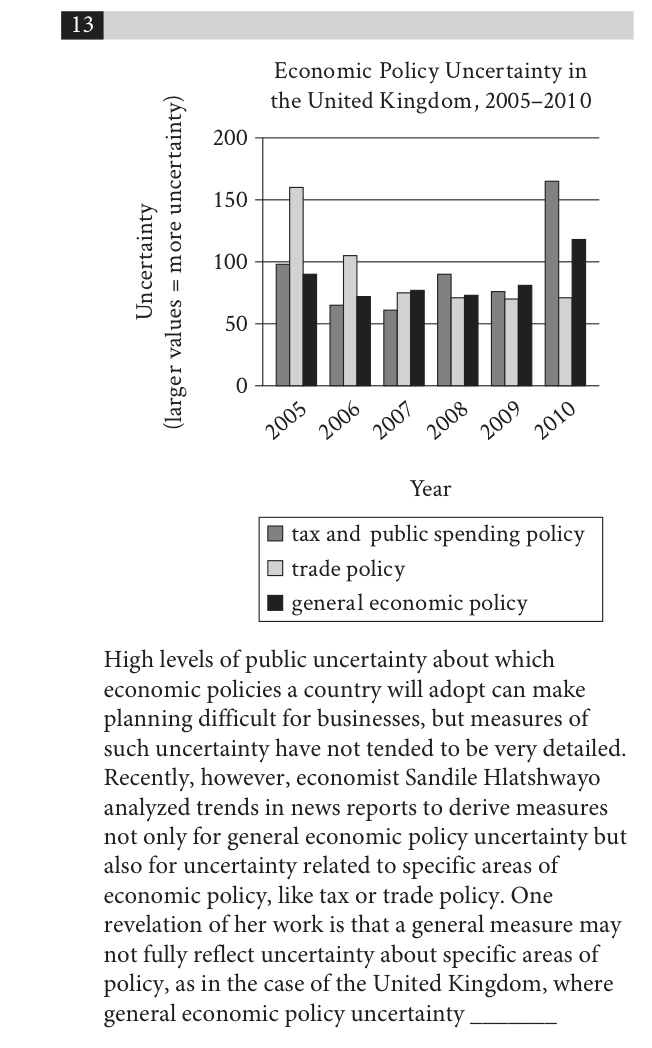 13
Economic Policy Uncertainty in
the United Kingdom, 2005–2010
Uncertainty
(larger values = more uncertainty)
200
150
100
50
0
2005
2006
2007
2008
2009
2010
Year
tax and public spending policy
trade policy
general economic policy
High levels of public uncertainty about which
economic policies a country will adopt can make
planning difficult for businesses, but measures of
such uncertainty have not tended to be very detailed.
Recently, however, economist Sandile Hlatshwayo
analyzed trends in news reports to derive measures
not only for general economic policy uncertainty but
also for uncertainty related to specific areas of
economic policy, like tax or trade policy. One
revelation of her work is that a general measure may
not fully reflect uncertainty about specific areas of
policy, as in the case of the United Kingdom, where
general economic policy uncertainty _______